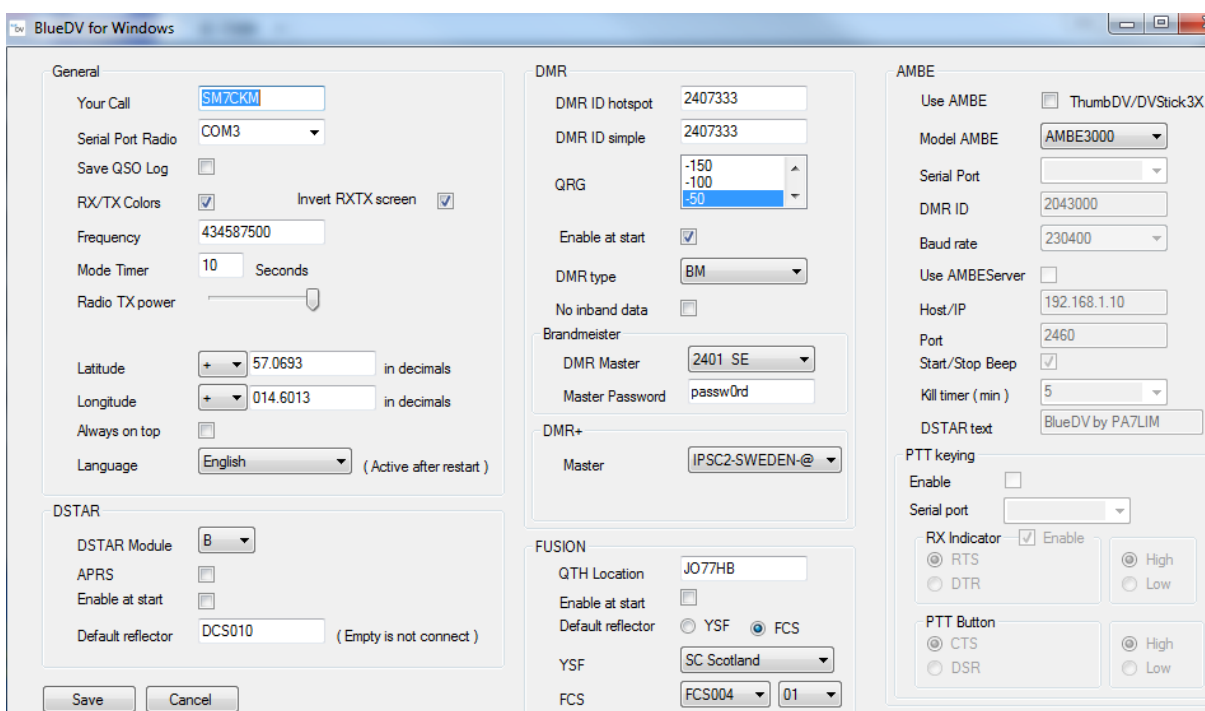 BlueDV for Windows
General
Your Call SM7CKM
Serial Port Radio COM3
Save QSO Log
RX/TX Colors Invert RXTX screen
Frequency 434587500
Mode Timer 10 Seconds
Radio TX power
Latitude + 57.0693 in decimals
Longitude + 014.6013 in decimals
Always on top
Language English ( Active after restart )
DSTAR
DSTAR Module B
APRS
Enable at start
Default reflector DCS010 ( Empty is not connect )
Save Cancel
DMR
DMR ID hotspot 2407333
DMR ID simple 2407333
QRG -150
-100
-50
Enable at start
DMR type BM
No inband data
Brandmeister
DMR Master 2401 SE
Master Password passw0rd
DMR+
Master IPSC2-SWEDEN-@
FUSION
QTH Location JO77HB
Enable at start
Default reflector YSF FCS
YSF SC Scotland
FCS FCS004 01
AMBE
Use AMBE ThumbDV/DVStick3X
Model AMBE AMBE3000
Serial Port
DMR ID 2043000
Baud rate 230400
Use AMBEServer
Host/IP 192.168.1.10
Port 2460
Start/Stop Beep
Kill timer ( min ) 5
DSTAR text BlueDV by PA7LIM
PTT keying
Enable
Serial port
RX Indicator Enable
RTS High
DTR Low
PTT Button
CTS High
DSR Low